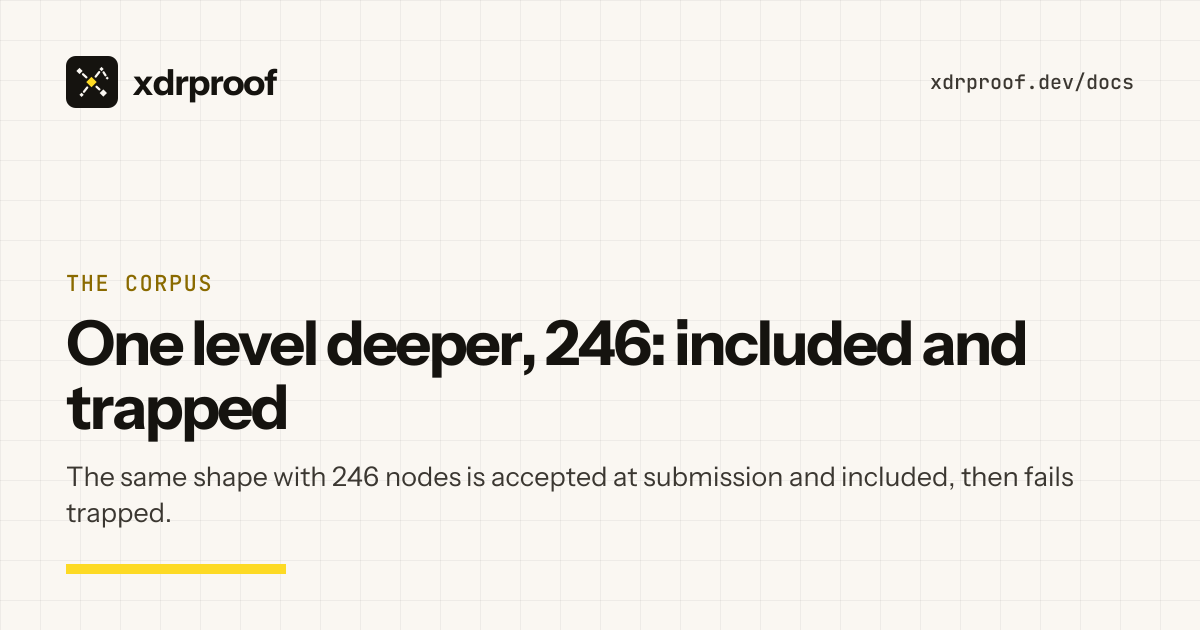 xdrproof
xdrproof.dev/docs
THE CORPUS
One level deeper, 246: included and
trapped
The same shape with 246 nodes is accepted at submission and included, then fails
trapped.